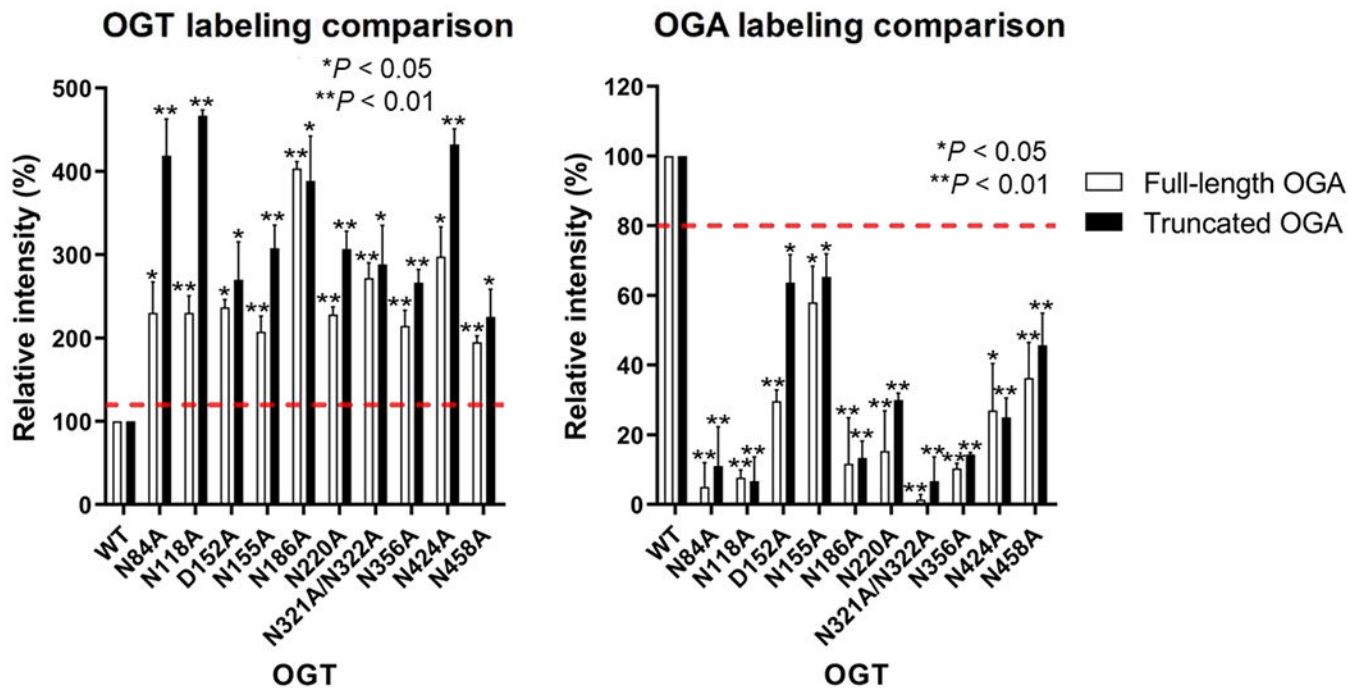 OGT labeling comparison
*P < 0.05
**P < 0.01
Relative intensity (%)
500
400
300
200
100
0
** ** * ** ** * ** * ** *
* ** * ** ** ** ** ** * **
WT
N84A
N118A
D152A
N155A
N186A
N220A
N321A/N322A
N356A
N424A
N458A
OGT
OGA labeling comparison
*P < 0.05
**P < 0.01
Relative intensity (%)
120
100
80
60
40
20
0
** ** * * ** ** ** ** ** **
** ** ** * ** ** ** ** * **
WT
N84A
N118A
D152A
N155A
N186A
N220A
N321A/N322A
N356A
N424A
N458A
OGT
Full-length OGA
Truncated OGA